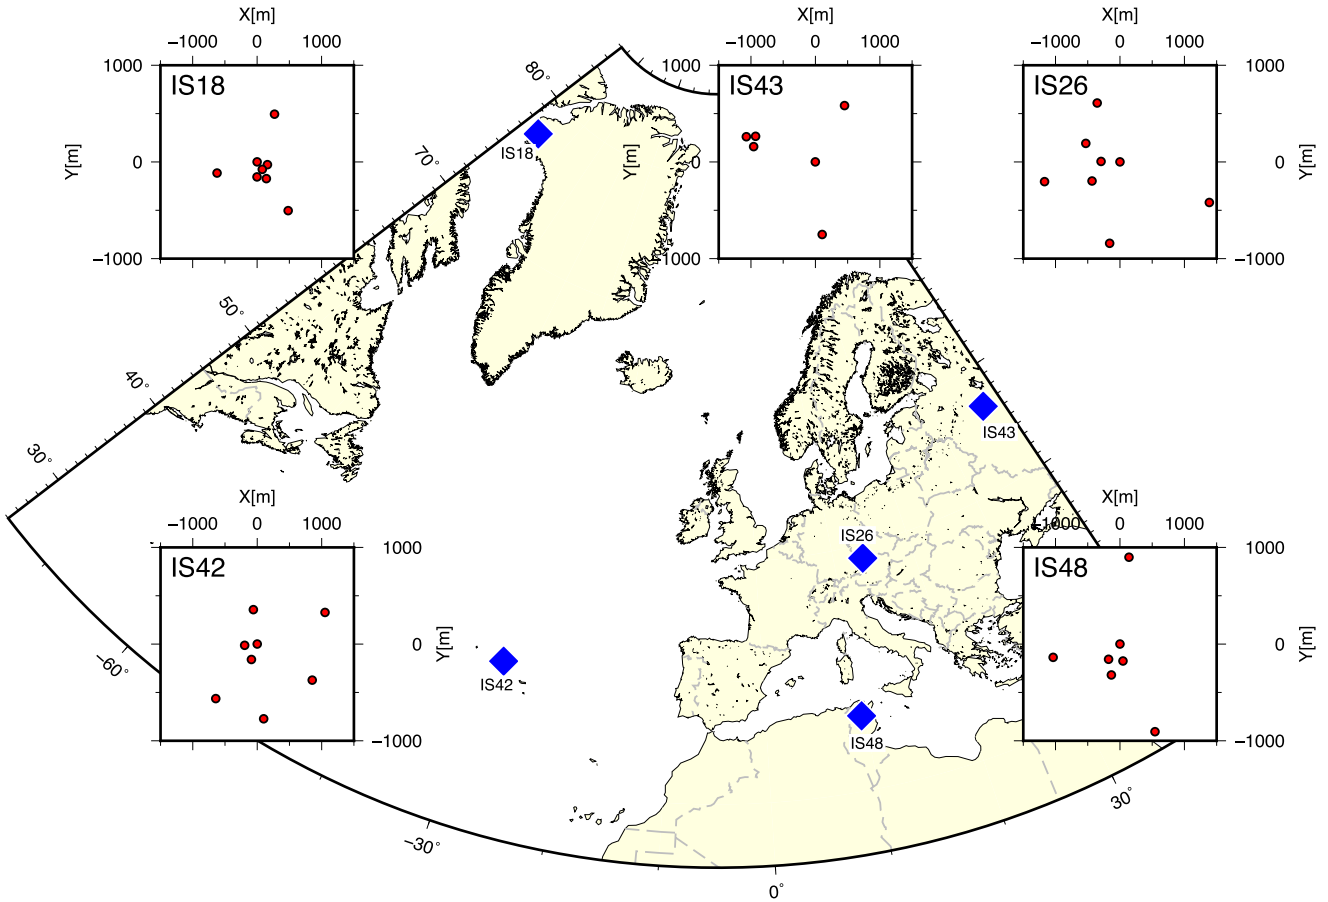 X[m] X[m] X[m]
−1000 0 1000 −1000 0 1000 −1000 0 1000
1000 80° 1000 1000
IS18 IS43 IS26
IS18
Y[m] 0 70° Y[m] 0 0 Y[m]
−1000 1000 −1000
50°
40°
IS43
30°
X[m] X[m]
−1000 0 1000 −1000 0 1000
IS26
1000 1000
IS42 IS48
0 Y[m] 0 Y[m]
−60°
IS42
−1000 IS48 −1000
30°
−30°
0°